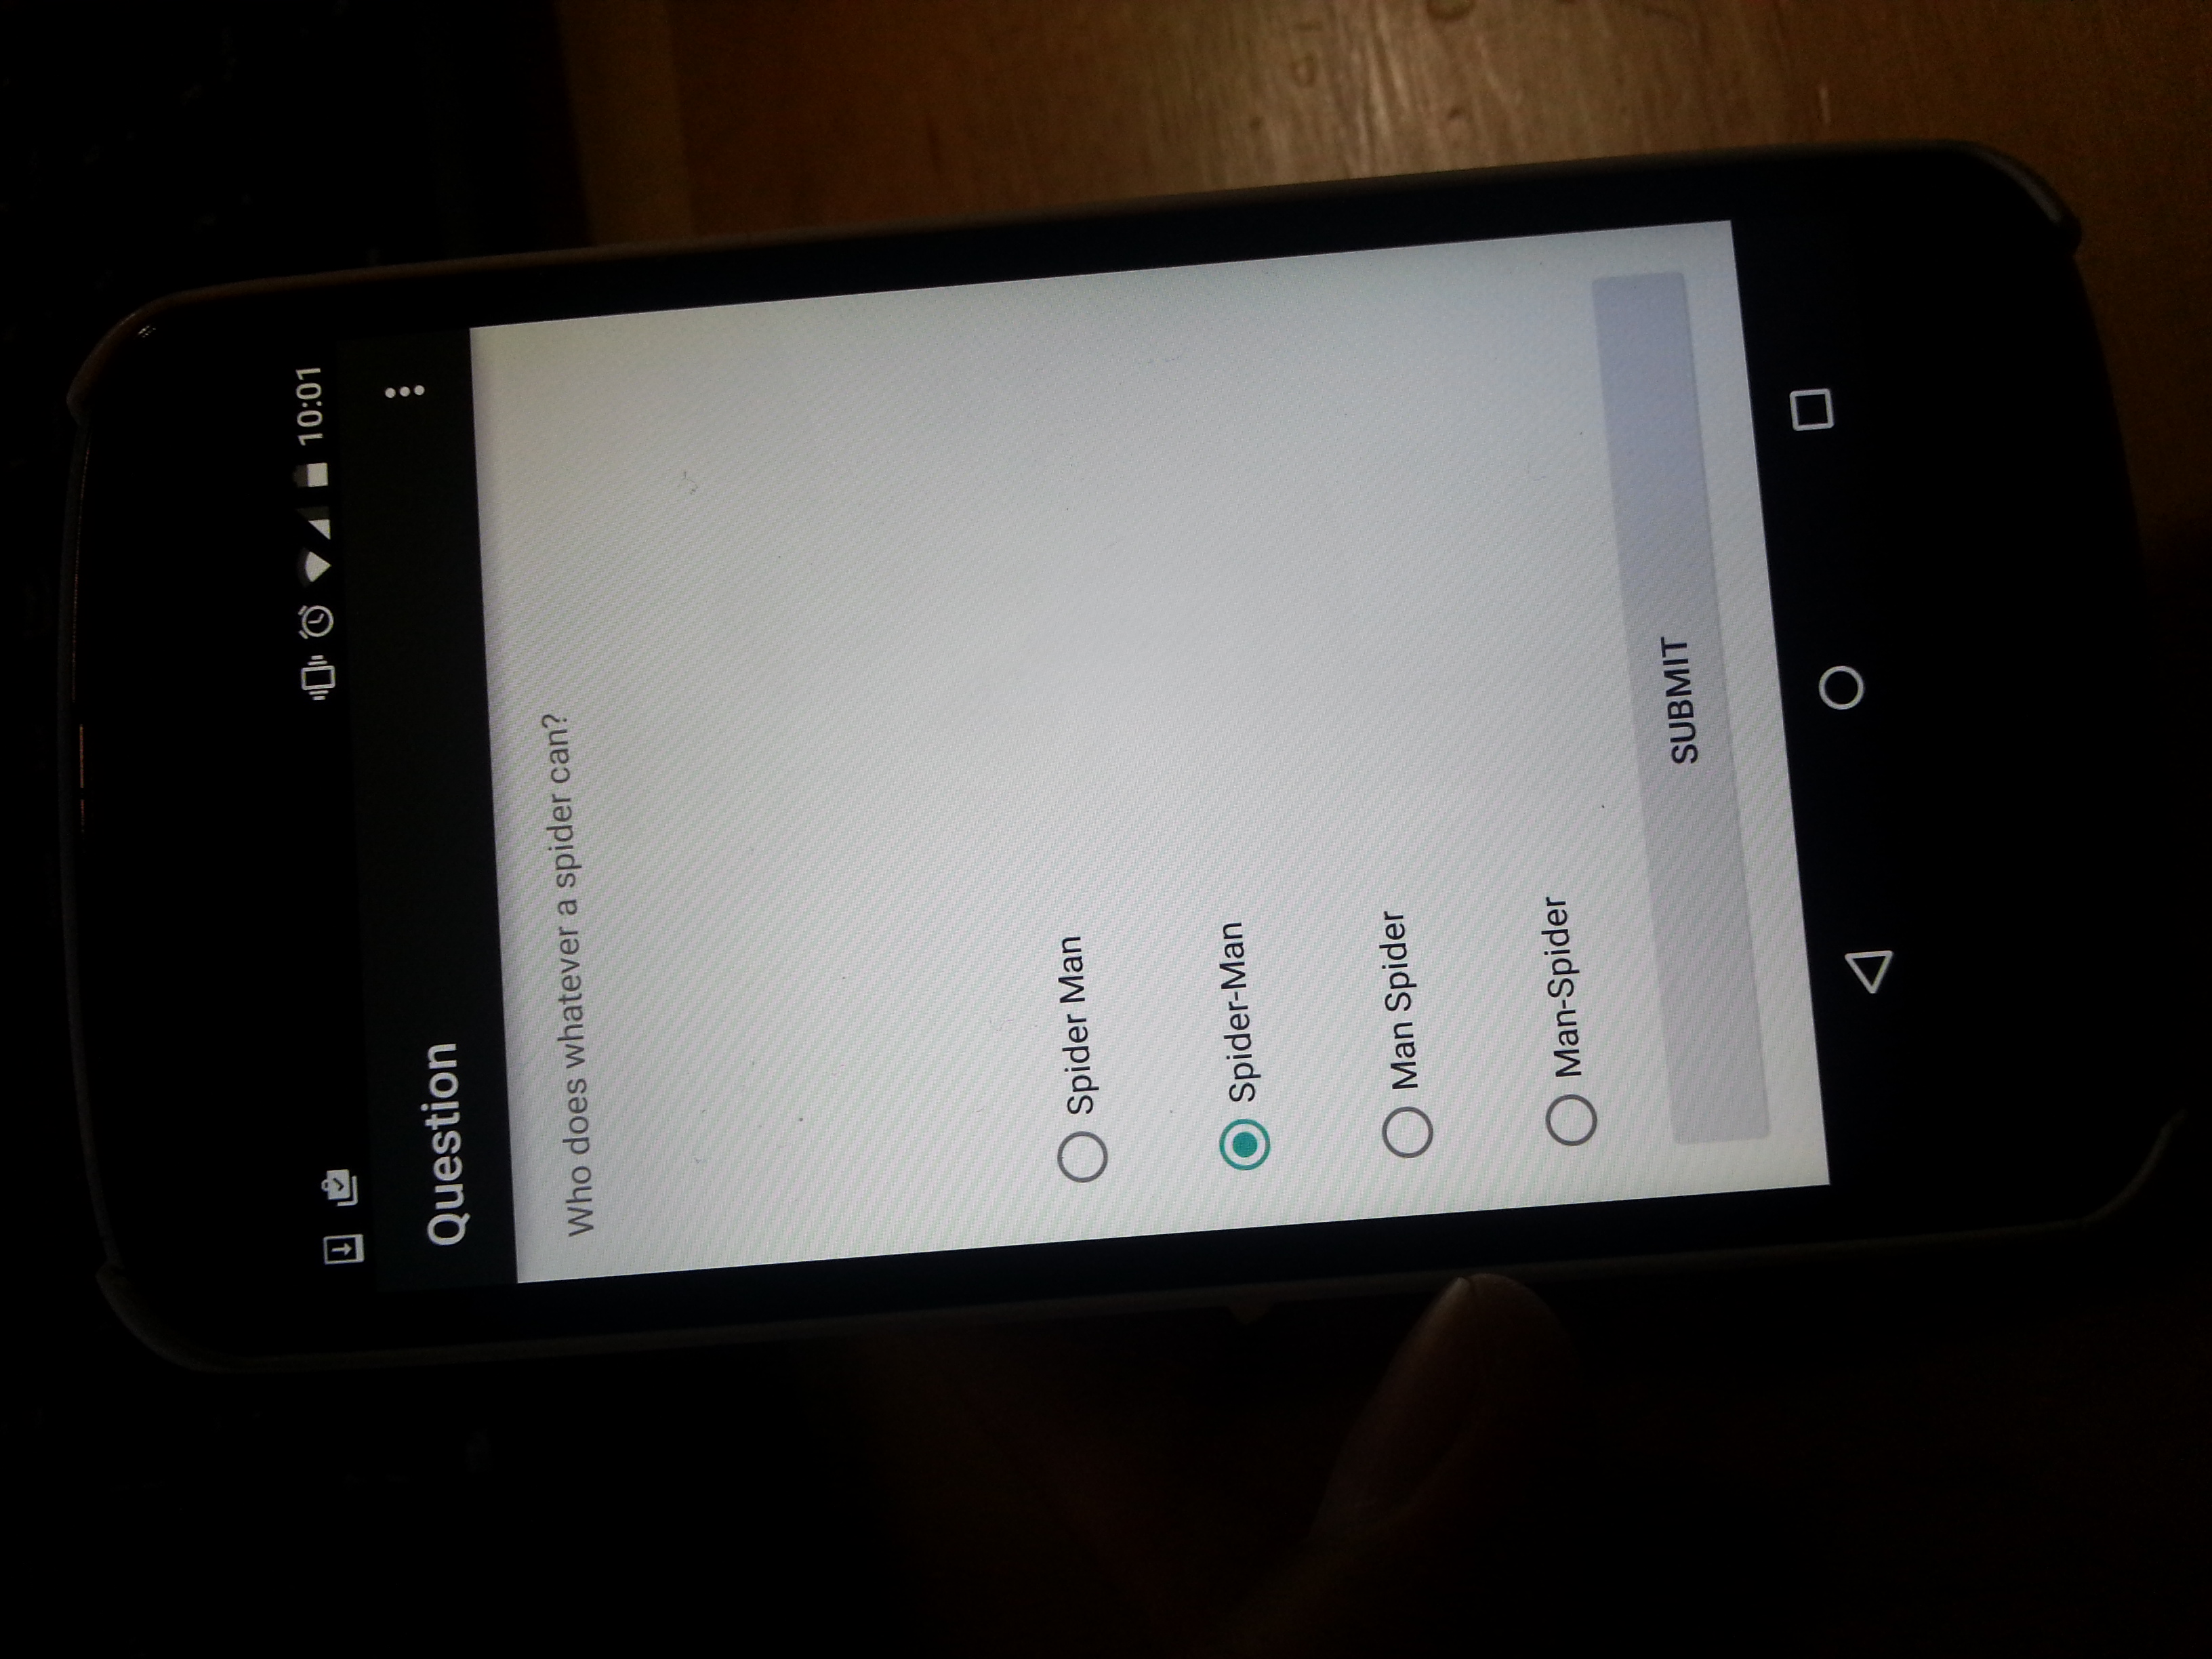 10:01
Question
Who does whatever a spider can?
Spider Man
Spider-Man
Man Spider
Man-Spider
SUBMIT